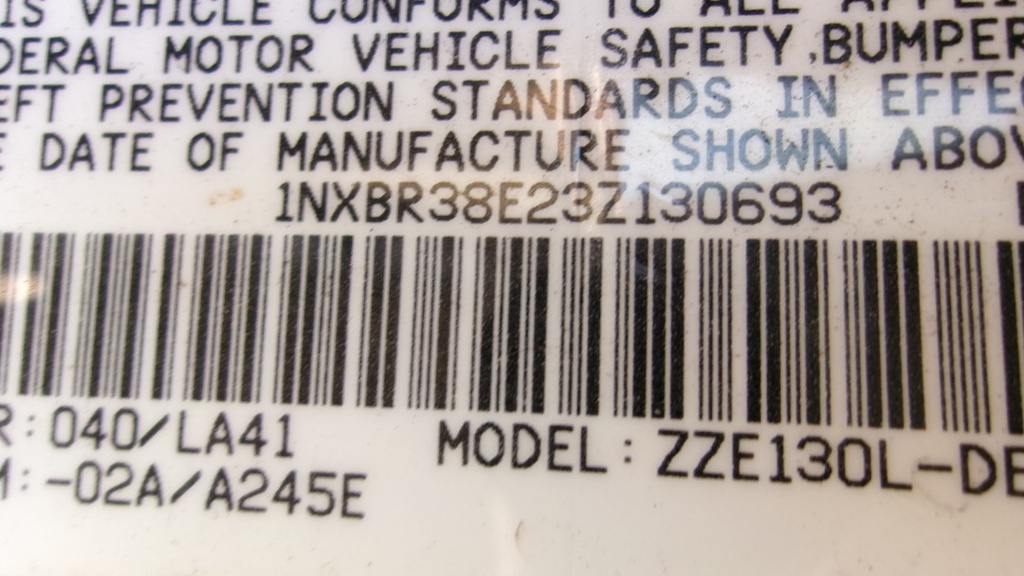 IS VEHICLE CONFORMS TO ALL APPLI
DERAL MOTOR VEHICLE SAFETY,BUMPER
EFT PREVENTION STANDARDS IN EFFE
E DATE OF MANUFACTURE SHOWN ABOV
1NXBR38E23Z130693
R:040/LA41
MODEL:ZZE130L-DE
M:-02A/A245E